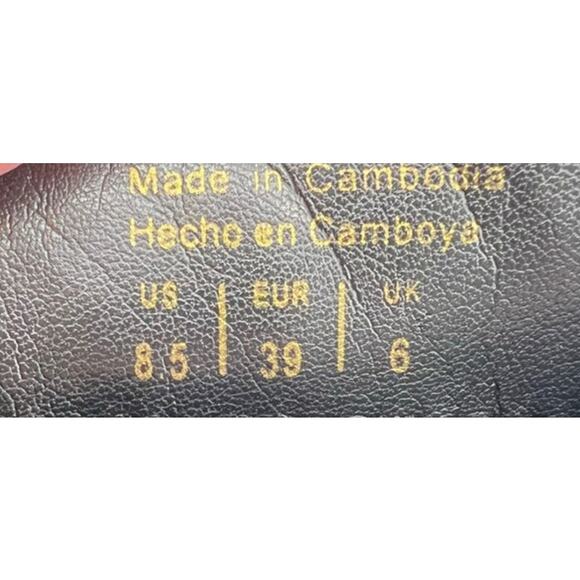 Made in Cambodia
Hecho en Camboya
US | EUR | UK
8.5 | 39 | 6